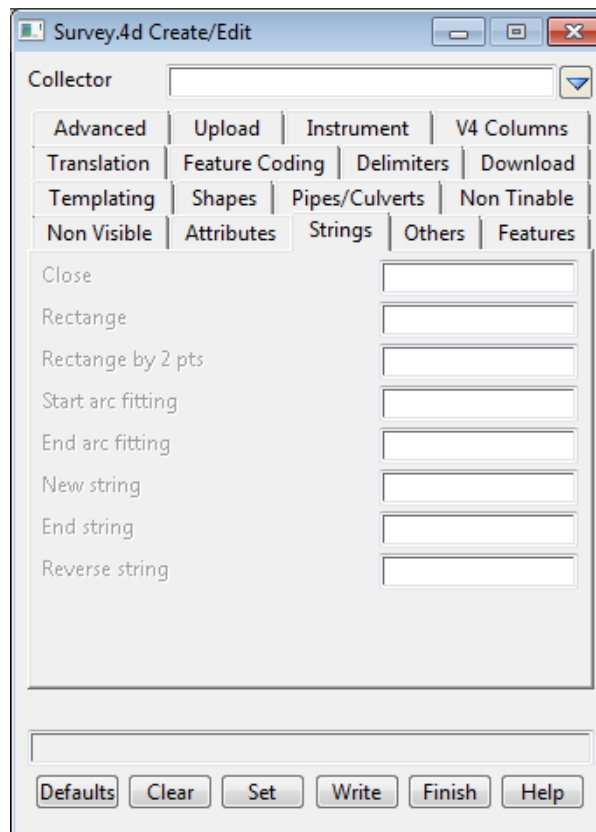 Survey.4d Create/Edit
Collector
Advanced Upload Instrument V4 Columns
Translation Feature Coding Delimiters Download
Templating Shapes Pipes/Culverts Non Tinable
Non Visible Attributes Strings Others Features
Close
Rectange
Rectange by 2 pts
Start arc fitting
End arc fitting
New string
End string
Reverse string
Defaults Clear Set Write Finish Help